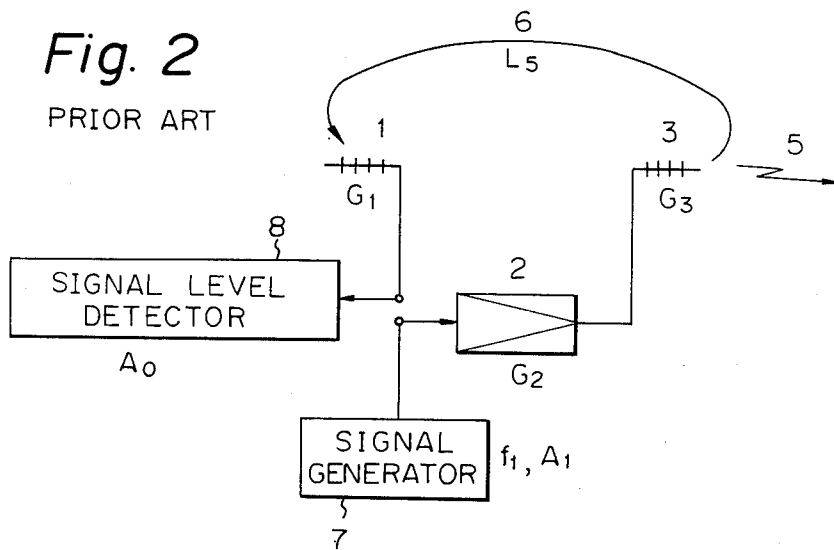 Fig. 2
PRIOR ART
6
L5
1
G1
3
G3
5
8
SIGNAL LEVEL
DETECTOR
A0
2
G2
SIGNAL
GENERATOR
f1, A1
7